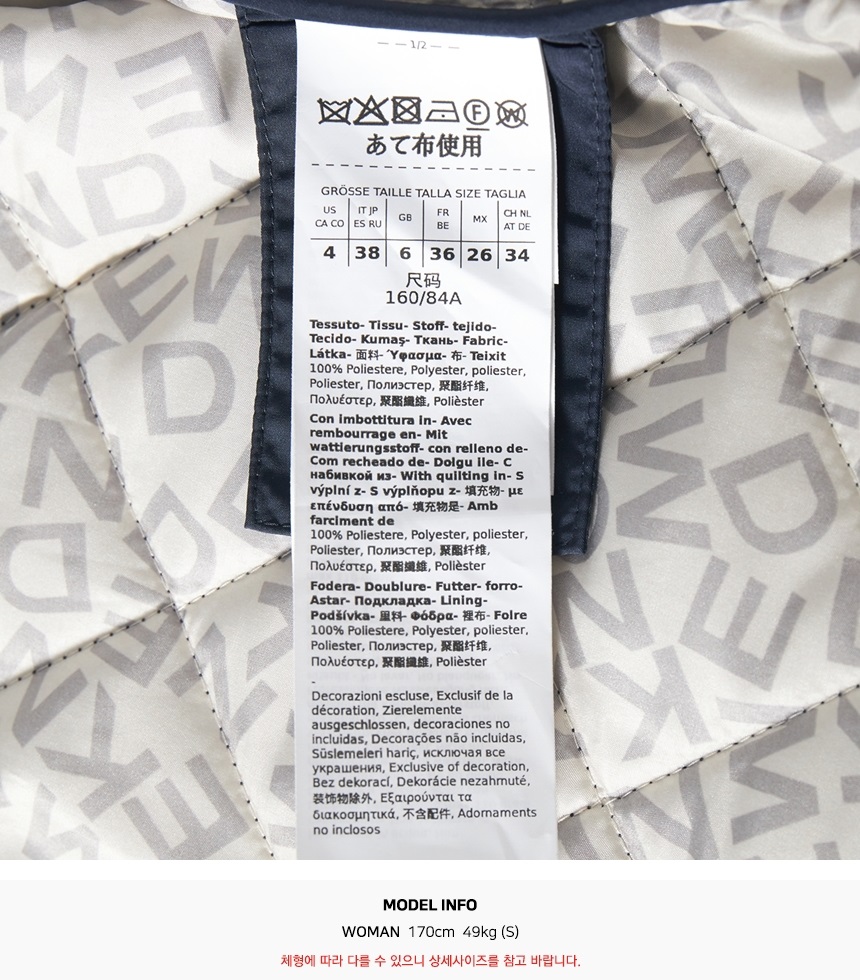 1/2
あて布使用
GRÖSSE TAILLE TALLA SIZE TAGLIA
US CA CO IT JP ES RU GB FR BE MX CH NL AT DE
4 38 6 36 26 34
尺码
160/84A
Tessuto- Tissu- Stoff- tejido-
Tecido- Kumaş- Ткань- Fabric-
Látka- 面料- Ύφασμα- 布- Teixit
100% Poliestere, Polyester, poliester,
Poliester, Полиэстер, 聚酯纤维,
Πολυέστερ, 聚酯纖維, Polièster
Con imbottitura in- Avec
rembourrage en- Mit
wattierungsstoff- con relleno de-
Com recheado de- Dolgu ile- C
набивкой из- With quilting in- S
výplní z- S výplňopu z- 填充物- με
επένδυση από- 填充物是- Amb
farciment de
100% Poliestere, Polyester, poliester,
Poliester, Полиэстер, 聚酯纤维,
Πολυέστερ, 聚酯纖維, Polièster
Fodera- Doublure- Futter- forro-
Astar- Подкладка- Lining-
Podšívka- 里料- Φόδρα- 裡布- Folre
100% Poliestere, Polyester, poliester,
Poliester, Полиэстер, 聚酯纤维,
Πολυέστερ, 聚酯纖維, Polièster
-
Decorazioni escluse, Exclusif de la
décoration, Zierelemente
ausgeschlossen, decoraciones no
incluidas, Decorações não incluidas,
Süslemeleri hariç, исключая все
украшения, Exclusive of decoration,
Bez dekorací, Dekorácie nezahmuté,
装饰物除外, Εξαιρούνται τα
διακοσμητικά, 不含配件, Adornaments
no inclosos
MODEL INFO
WOMAN 170cm 49kg (S)
체형에 따라 다를 수 있으니 상세사이즈를 참고 바랍니다.